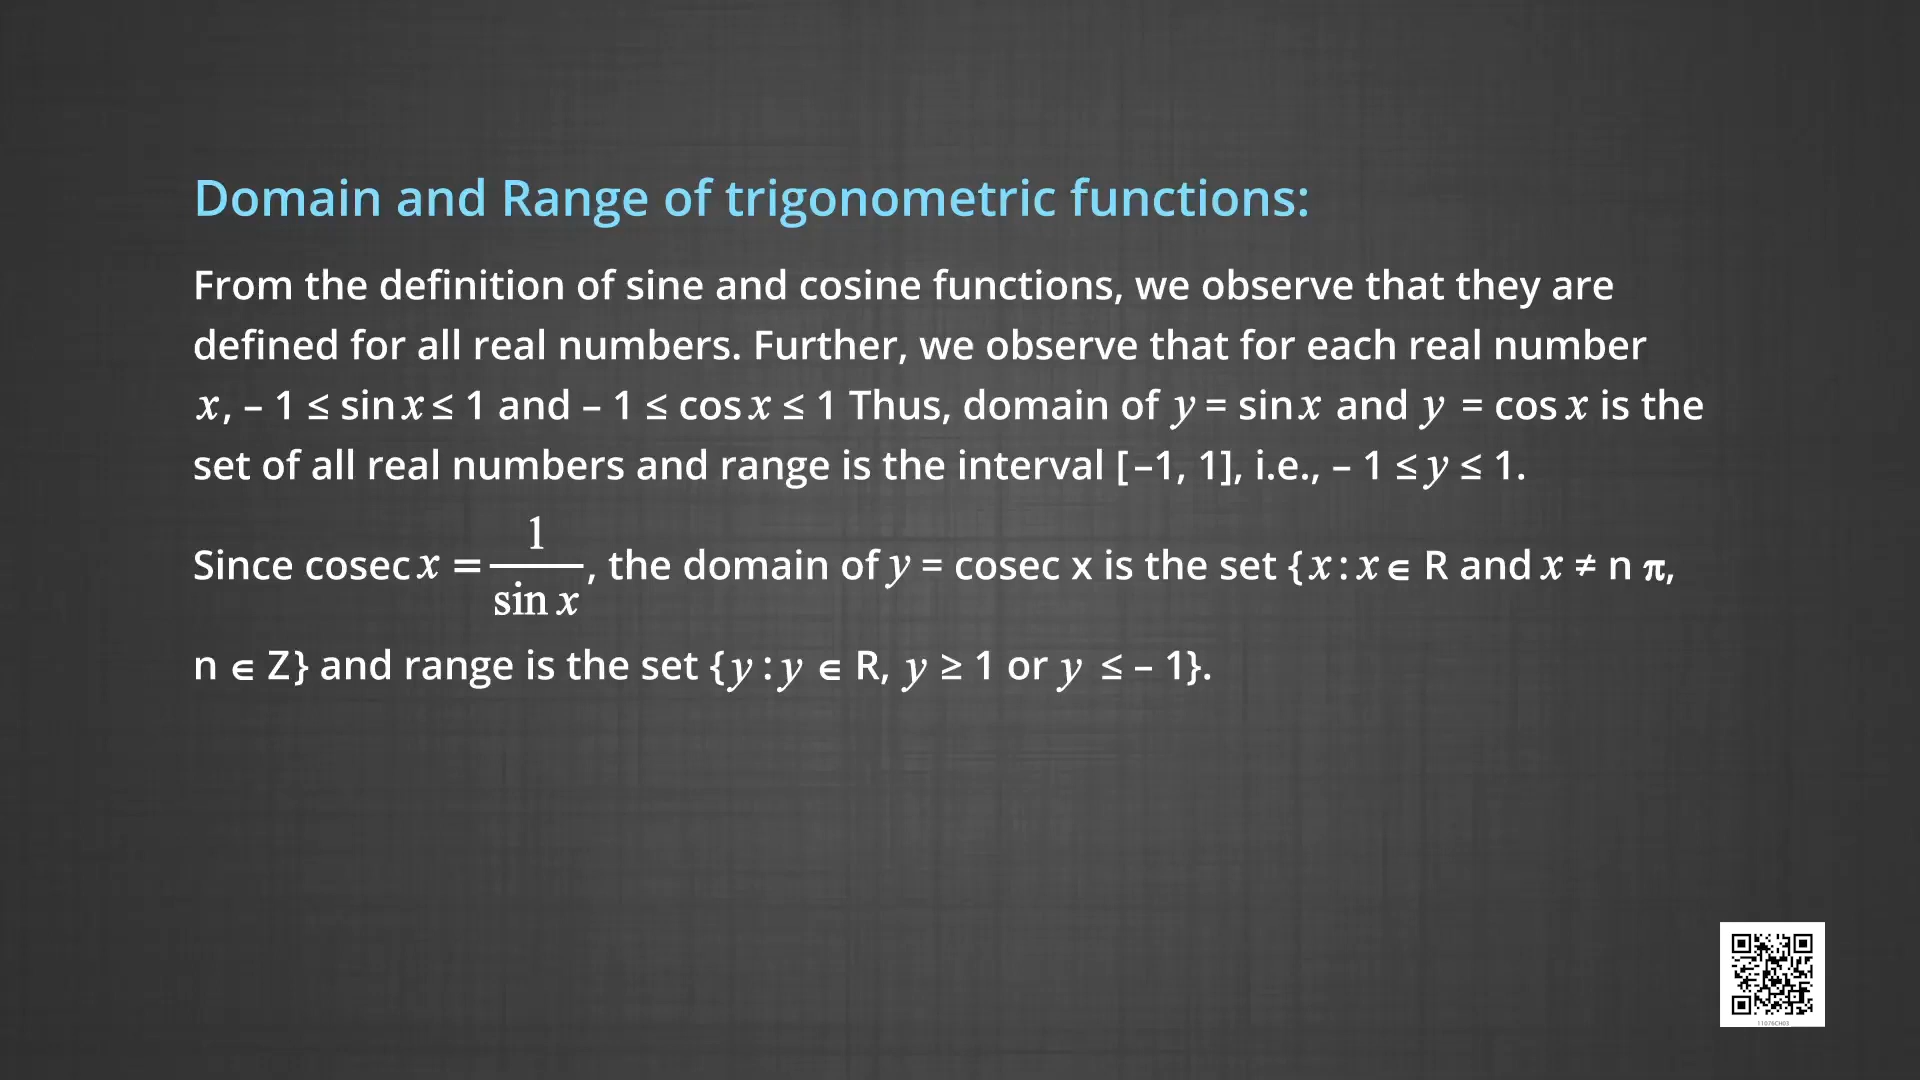 Domain and Range of trigonometric functions:
From the definition of sine and cosine functions, we observe that they are
defined for all real numbers. Further, we observe that for each real number
x, – 1 ≤ sin x ≤ 1 and – 1 ≤ cos x ≤ 1 Thus, domain of y = sin x and y = cos x is the
set of all real numbers and range is the interval [–1, 1], i.e., – 1 ≤ y ≤ 1.
Since cosec x = 1/sin x, the domain of y = cosec x is the set {x : x ∈ R and x ≠ n π,
n ∈ Z} and range is the set {y : y ∈ R, y ≥ 1 or y ≤ – 1}.
11076CH03